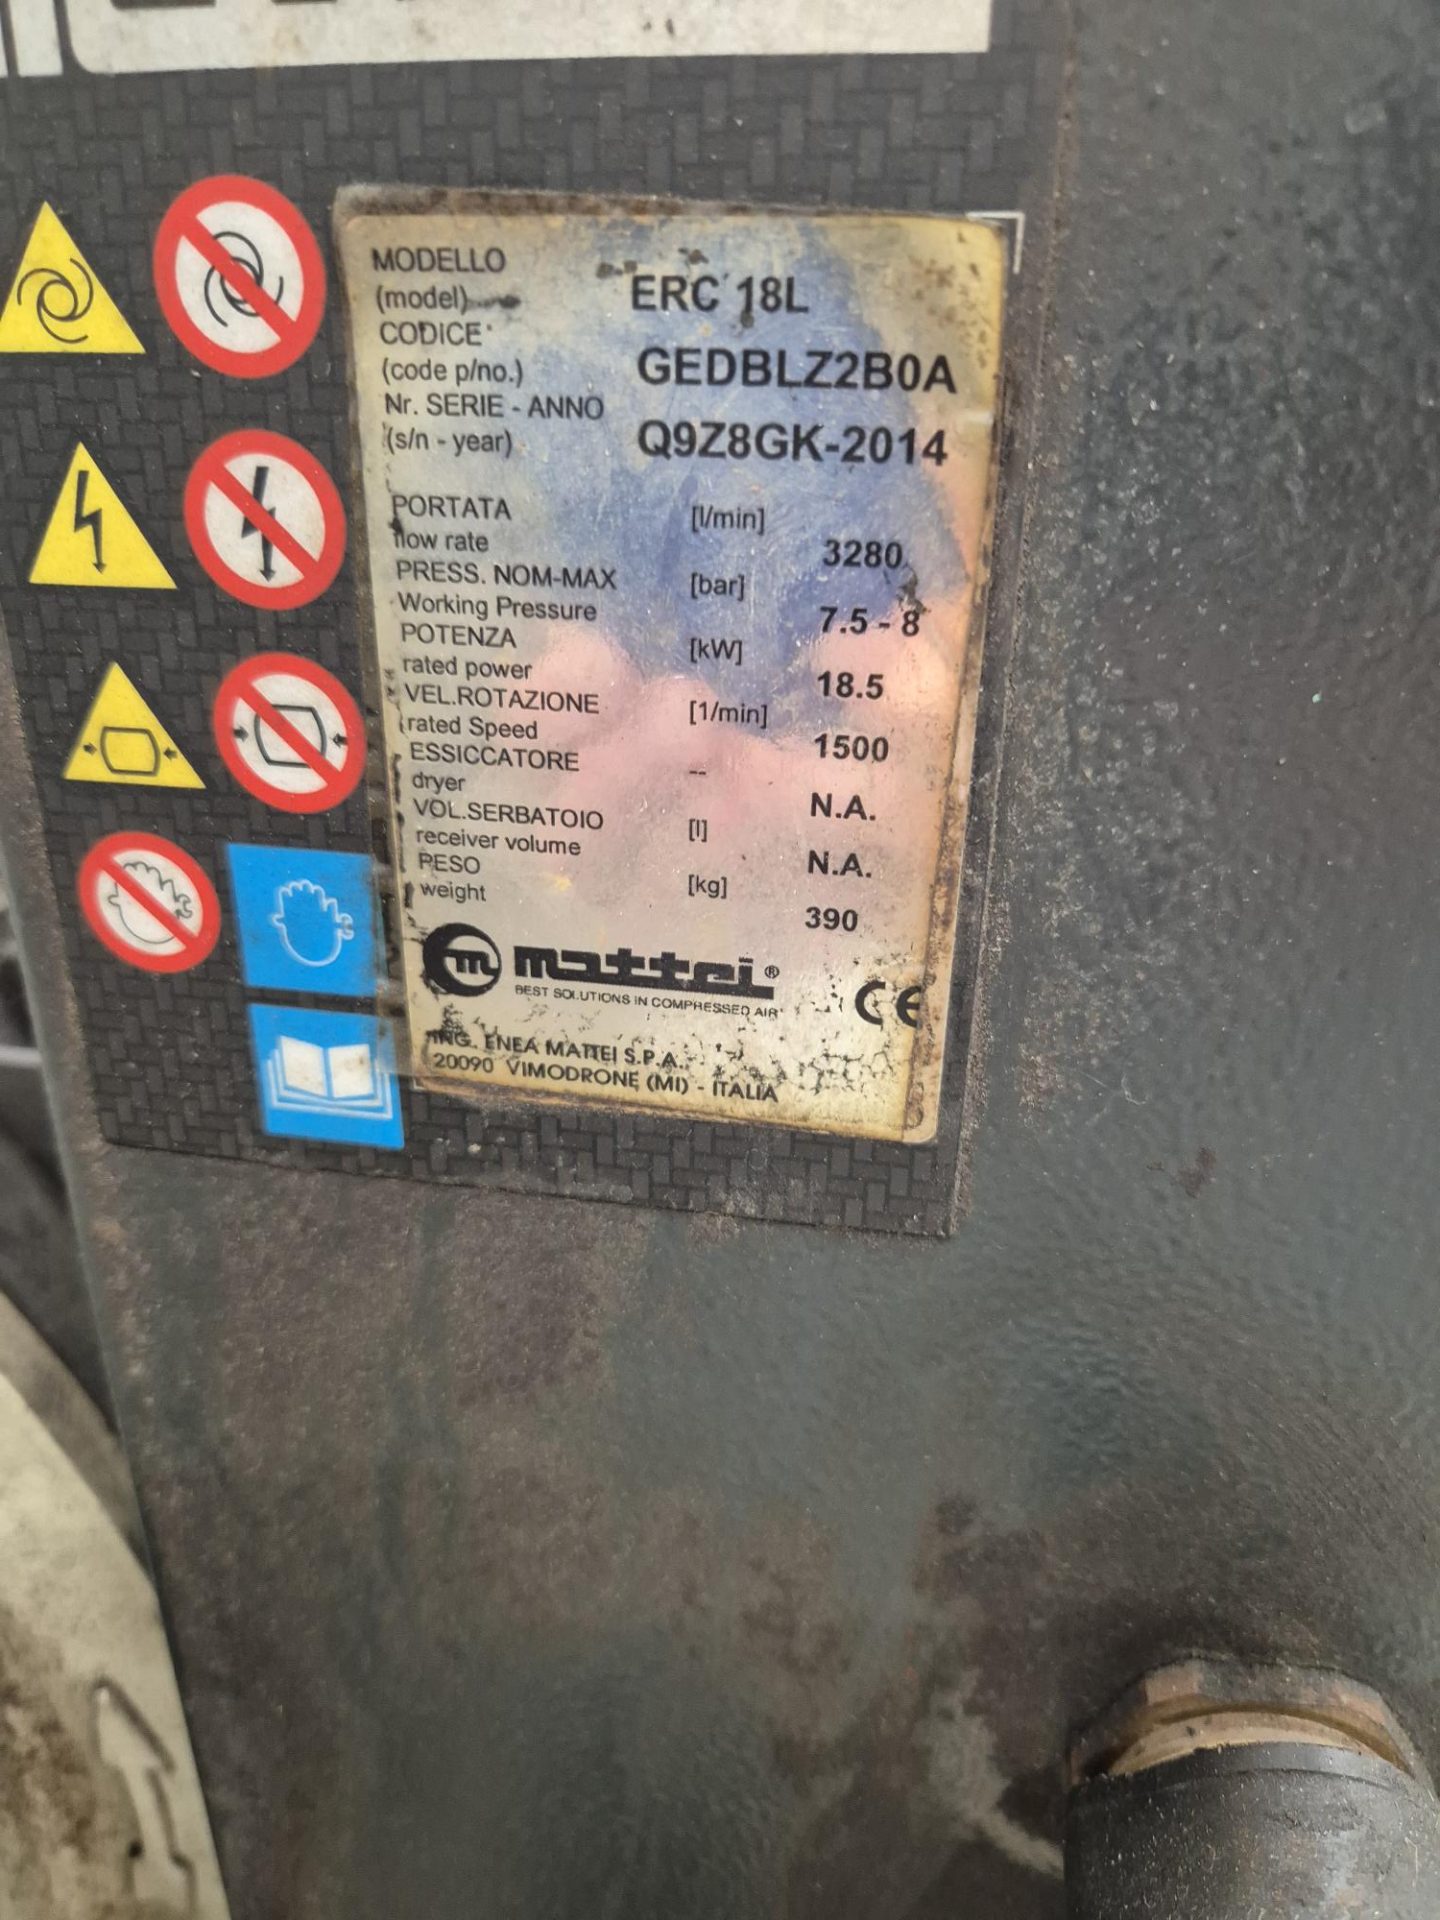 MODELLO
(model) ERC 18L
CODICE
(code p/no.) GEDBLZ2B0A
Nr. SERIE - ANNO
(s/n - year) Q9Z8GK-2014
PORTATA [l/min]
flow rate 3280
PRESS. NOM-MAX [bar]
Working Pressure 7.5 - 8
POTENZA [kW]
rated power 18.5
VEL.ROTAZIONE [1/min]
rated Speed 1500
ESSICCATORE --
dryer N.A.
VOL.SERBATOIO [l]
receiver volume N.A.
PESO [kg]
weight 390
m mattei®
BEST SOLUTIONS IN COMPRESSED AIR
CE
ING. ENEA MATTEI S.P.A.
20090 VIMODRONE (MI) - ITALIA